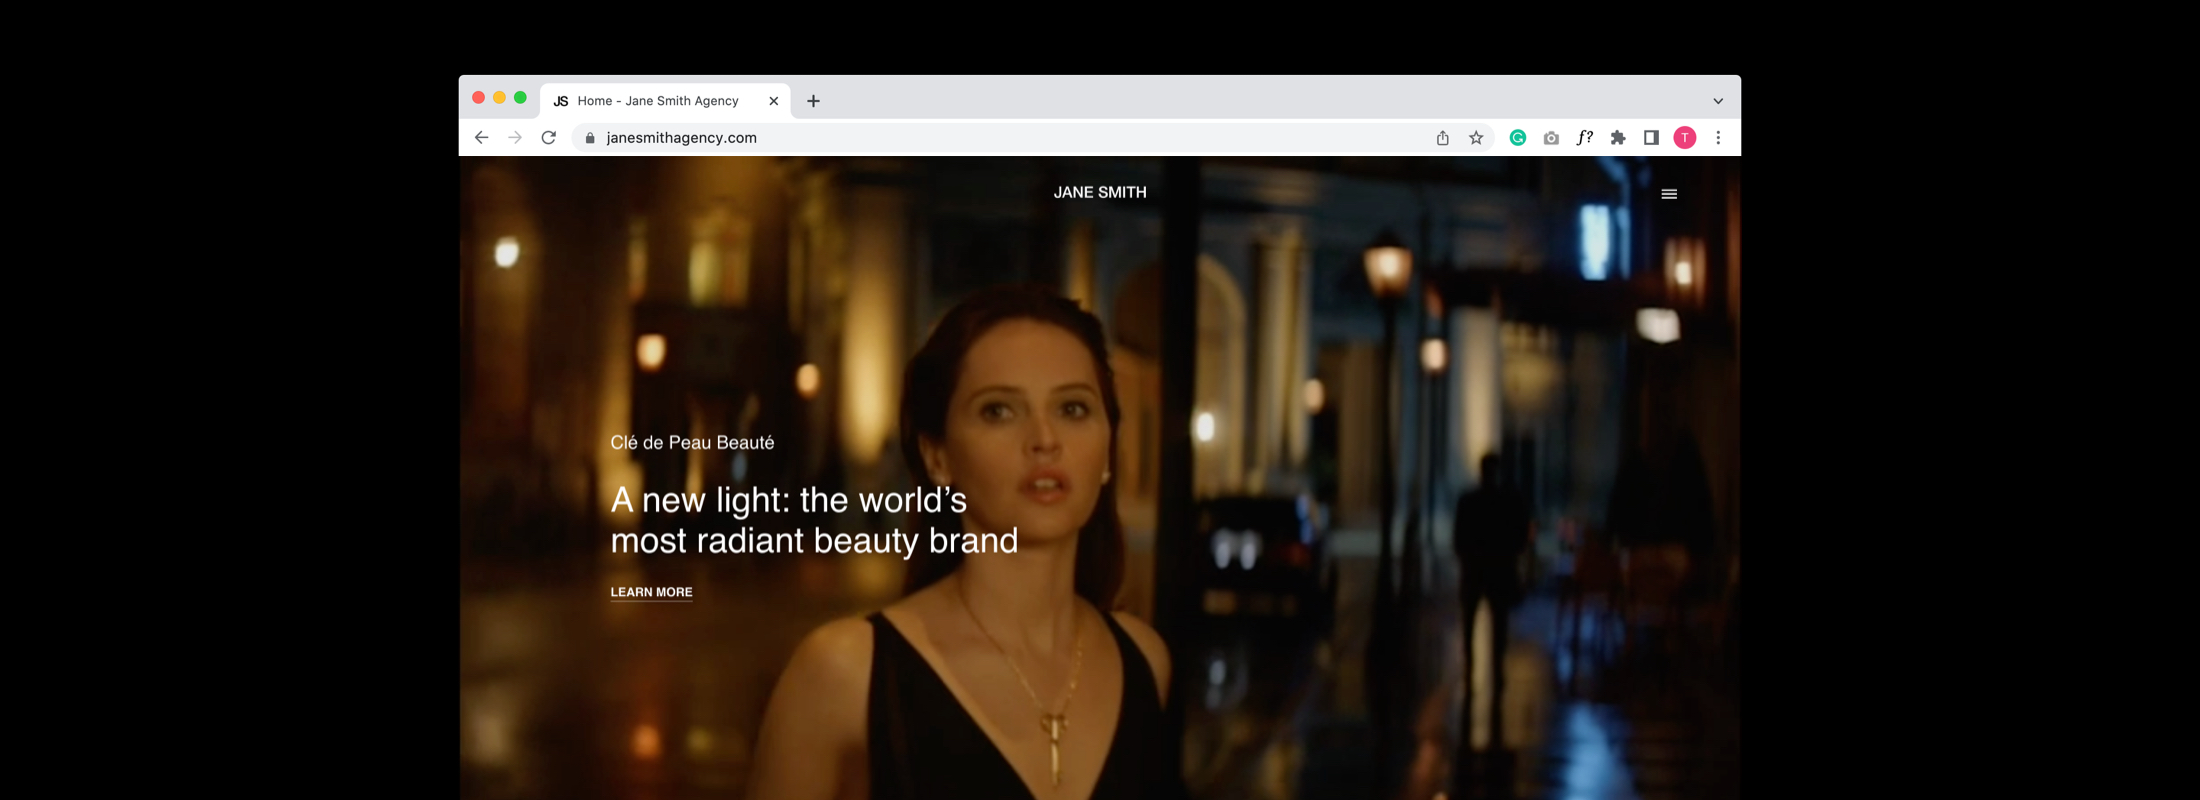 JS Home - Jane Smith Agency
janesmithagency.com
f?
T
JANE SMITH
Clé de Peau Beauté
A new light: the world’s
most radiant beauty brand
LEARN MORE